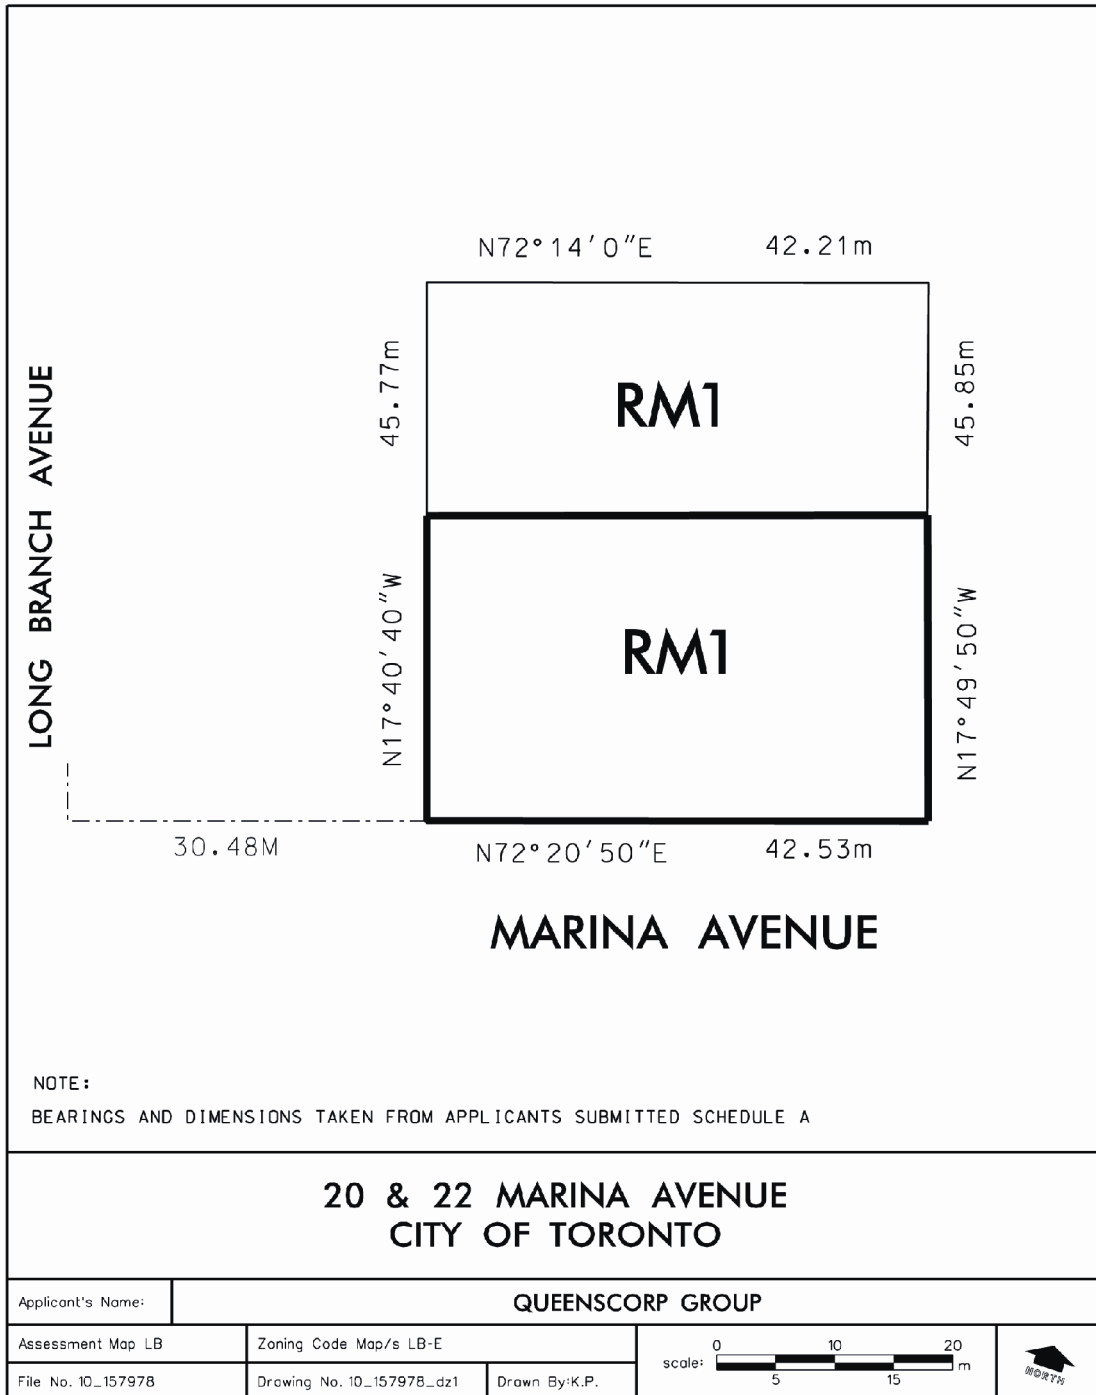 N72°14'0"E 42.21m
45.77m
45.85m
RM1
LONG BRANCH AVENUE
N17°40'40"W
RM1
N17°49'50"W
30.48M
N72°20'50"E 42.53m
MARINA AVENUE
NOTE:
BEARINGS AND DIMENSIONS TAKEN FROM APPLICANTS SUBMITTED SCHEDULE A
20 & 22 MARINA AVENUE
CITY OF TORONTO
Applicant's Name: QUEENSCORP GROUP
Assessment Map LB Zoning Code Map/s LB-E
File No. 10_157978 Drawing No. 10_157978_dz1 Drawn By:K.P.
0 10 20
scale: m
5 15
NORTH